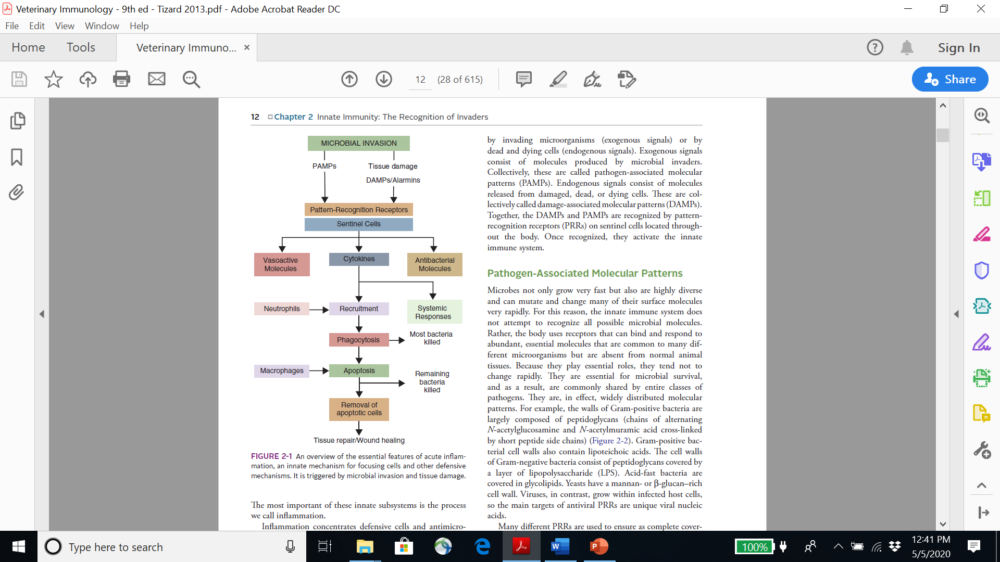 Veterinary Immunology - 9th ed - Tizard 2013.pdf - Adobe Acrobat Reader DC
File Edit View Window Help
Home Tools Veterinary Immuno... × Sign In
12 (28 of 615) Share
12 Chapter 2 Innate Immunity: The Recognition of Invaders
MICROBIAL INVASION
PAMPs Tissue damage
DAMPs/Alarmins
Pattern-Recognition Receptors
Sentinel Cells
Vasoactive
Molecules
Cytokines
Antibacterial
Molecules
Neutrophils Recruitment
Systemic
Responses
Phagocytosis
Most bacteria
killed
Macrophages Apoptosis
Remaining
bacteria
killed
Removal of
apoptotic cells
Tissue repair/Wound healing
FIGURE 2-1 An overview of the essential features of acute inflam-
mation, an innate mechanism for focusing cells and other defensive
mechanisms. It is triggered by microbial invasion and tissue damage.
The most important of these innate subsystems is the process
we call inflammation.
Inflammation concentrates defensive cells and antimicro-
by invading microorganisms (exogenous signals) or by
dead and dying cells (endogenous signals). Exogenous signals
consist of molecules produced by microbial invaders.
Collectively, these are called pathogen-associated molecular
patterns (PAMPs). Endogenous signals consist of molecules
released from damaged, dead, or dying cells. These are col-
lectively called damage-associated molecular patterns (DAMPs).
Together, the DAMPs and PAMPs are recognized by pattern-
recognition receptors (PRRs) on sentinel cells located through-
out the body. Once recognized, they activate the innate
immune system.
Pathogen-Associated Molecular Patterns
Microbes not only grow very fast but also are highly diverse
and can mutate and change many of their surface molecules
very rapidly. For this reason, the innate immune system does
not attempt to recognize all possible microbial molecules.
Rather, the body uses receptors that can bind and respond to
abundant, essential molecules that are common to many dif-
ferent microorganisms but are absent from normal animal
tissues. Because they play essential roles, they tend not to
change rapidly. They are essential for microbial survival,
and as a result, are commonly shared by entire classes of
pathogens. They are, in effect, widely distributed molecular
patterns. For example, the walls of Gram-positive bacteria are
largely composed of peptidoglycans (chains of alternating
N-acetylglucosamine and N-acetylmuramic acid cross-linked
by short peptide side chains) (Figure 2-2). Gram-positive bac-
terial cell walls also contain lipoteichoic acids. The cell walls
of Gram-negative bacteria consist of peptidoglycans covered by
a layer of lipopolysaccharide (LPS). Acid-fast bacteria are
covered in glycolipids. Yeasts have a mannan- or β-glucan–rich
cell wall. Viruses, in contrast, grow within infected host cells,
so the main targets of antiviral PRRs are unique viral nucleic
acids.
Many different PRRs are used to ensure as complete cover-
Type here to search
100%
12:41 PM
5/5/2020